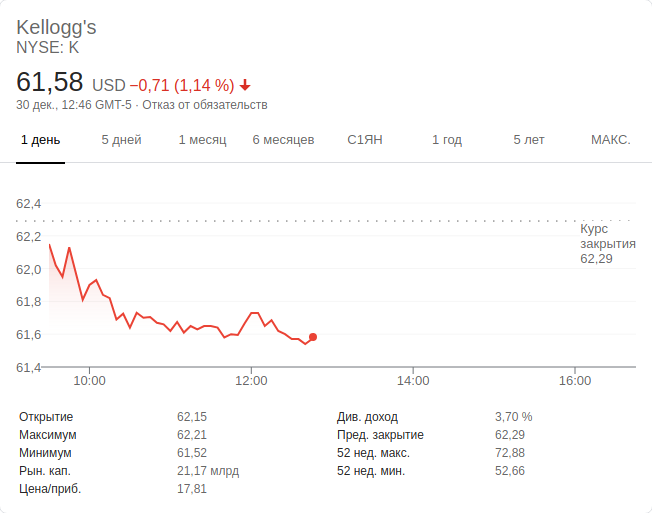 Kellogg's
NYSE: K
61,58 USD −0,71 (1,14 %)
30 дек., 12:46 GMT-5 · Отказ от обязательств
1 день 5 дней 1 месяц 6 месяцев С1ЯН 1 год 5 лет МАКС.
62,4
62,2
62,0
61,8
61,6
61,4
Курс
закрытия
62,29
10:00 12:00 14:00 16:00
Открытие 62,15 Див. доход 3,70 %
Максимум 62,21 Пред. закрытие 62,29
Минимум 61,52 52 нед. макс. 72,88
Рын. кап. 21,17 млрд 52 нед. мин. 52,66
Цена/приб. 17,81